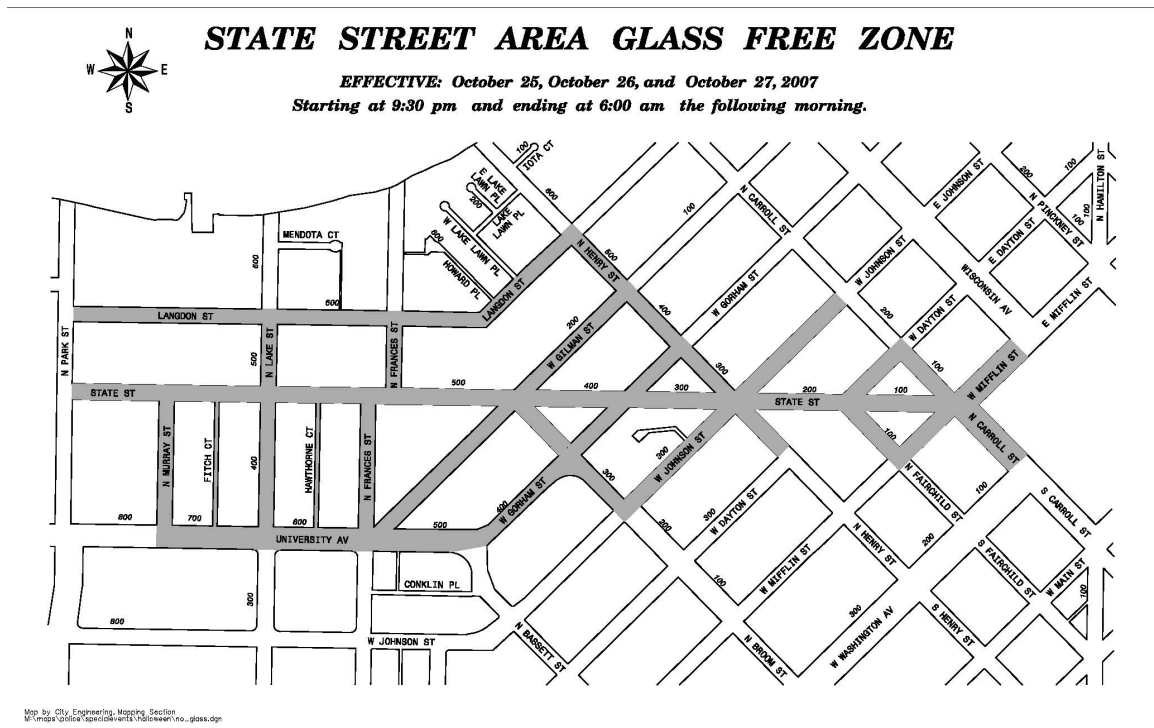 STATE STREET AREA GLASS FREE ZONE
EFFECTIVE: October 25, October 26, and October 27, 2007
Starting at 9:30 pm and ending at 6:00 am the following morning.
N
W
E
S
100
IOTA CT
E LAKE
LAWN PL
200
LAKE
LAWN PL
W LAKE LAWN PL
600
600
HOWARD PL
MENDOTA CT
600
600
LANGDON ST
LANGDON ST
N HENRY ST
500
400
300
100
N CARROLL ST
W GORHAM ST
W JOHNSON ST
200
W DAYTON ST
E JOHNSON ST
200
100
N PINCKNEY ST
100
100
N HAMILTON ST
E DAYTON ST
WISCONSIN AV
E MIFFLIN ST
N PARK ST
500
N LAKE ST
N FRANCES ST
200
W GILMAN ST
STATE ST
500
400
300
200
STATE ST
100
100
100
W MIFFLIN ST
N CARROLL ST
N MURRAY ST
FITCH CT
400
HAWTHORNE CT
N FRANCES ST
300
W JOHNSON ST
300
400
W GORHAM ST
800
700
600
500
UNIVERSITY AV
200
300
W DAYTON ST
N FAIRCHILD ST
100
S CARROLL ST
N HENRY ST
200
S FAIRCHILD ST
W MAIN ST
100
CONKLIN PL
300
800
100
W MIFFLIN ST
300
W WASHINGTON AV
S HENRY ST
W JOHNSON ST
N BASSETT ST
N BROOM ST
Map by City Engineering, Mapping Section
M:\maps\police\specialevents\halloween\no_glass.dgn